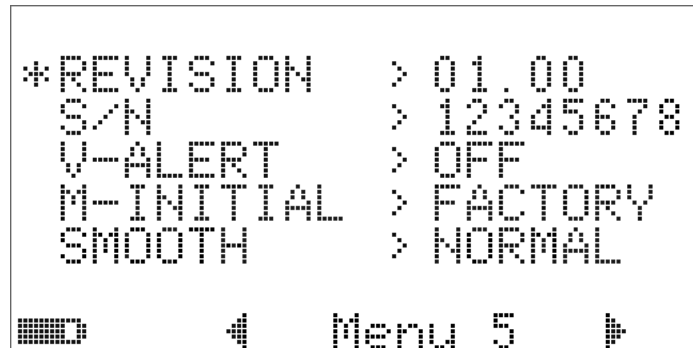 *REVISION > 01.00
S/N > 12345678
V-ALERT > OFF
M-INITIAL > FACTORY
SMOOTH > NORMAL
Menu 5